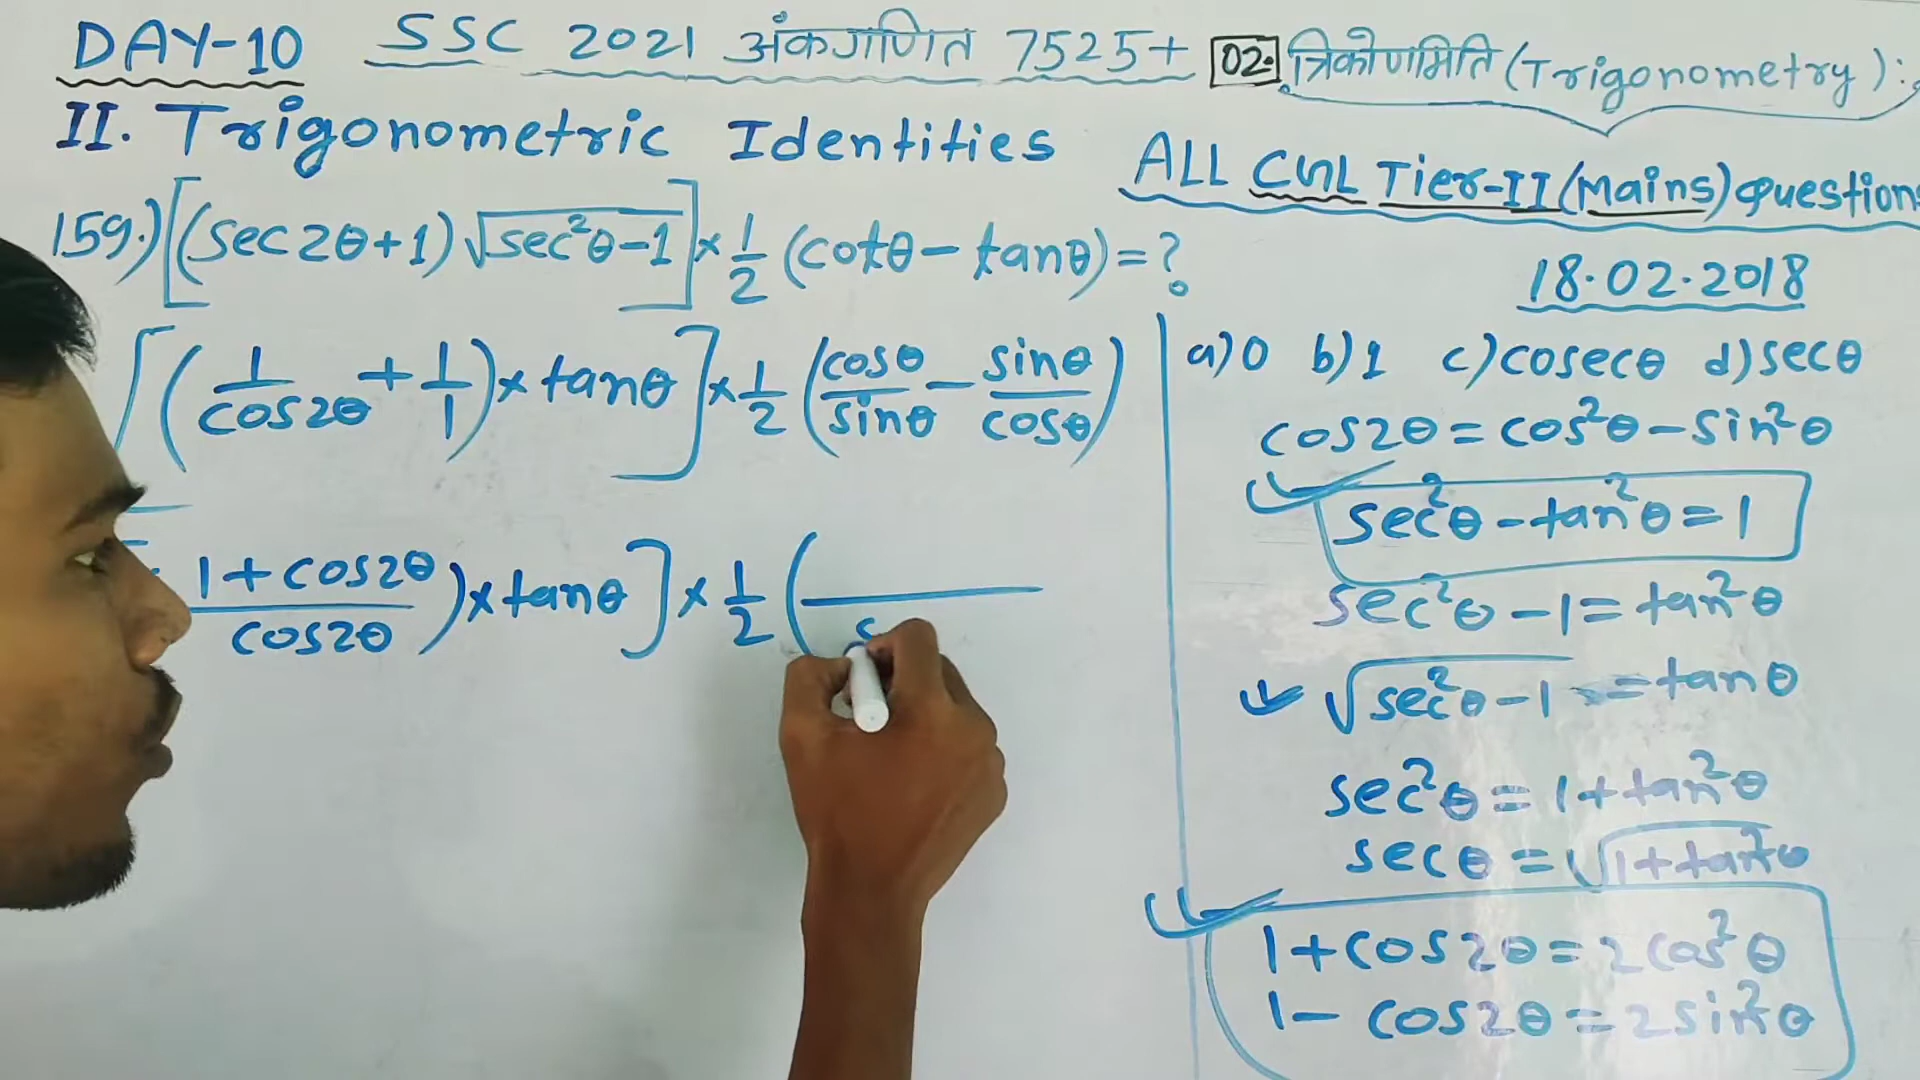 DAY-10 SSC 2021 अंकगणित 7525+ 02. त्रिकोणमिति (Trigonometry):
II. Trigonometric Identities
ALL CGL Tier-II (Mains) Questions
159.) [(sec2θ+1) √sec²θ-1] × 1/2 (cotθ - tanθ) = ?
18.02.2018
[(1/cos2θ + 1/1) × tanθ] × 1/2 (cosθ/sinθ - sinθ/cosθ)
1+cos2θ/cos2θ) × tanθ] × 1/2 (
a) 0 b) 1 c) cosecθ d) secθ
cos2θ = cos²θ - sin²θ
sec²θ - tan²θ = 1
sec²θ - 1 = tan²θ
√sec²θ - 1 = tanθ
sec²θ = 1 + tan²θ
secθ = √1+tan²θ
1 + cos2θ = 2cos²θ
1 - cos2θ = 2sin²θ